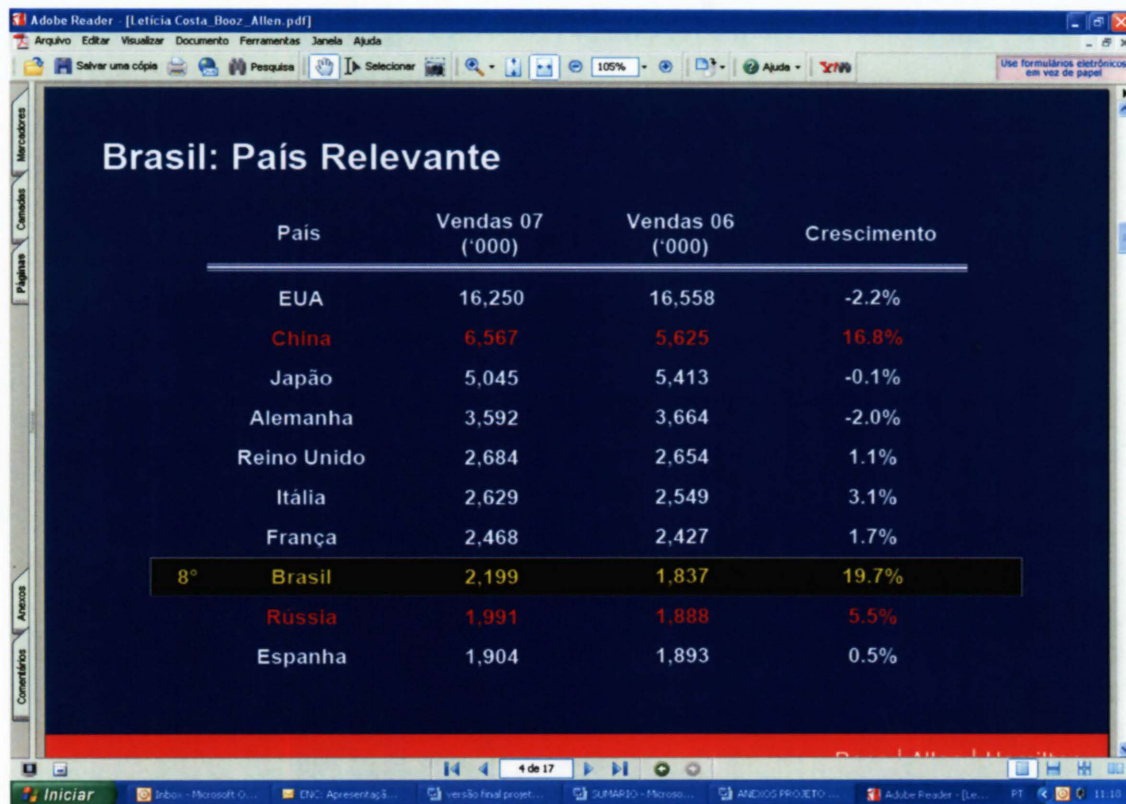 Adobe Reader - [Letícia Costa_Booz_Allen.pdf]
Arquivo Editar Visualizar Documento Ferramentas Janela Ajuda
Salvar uma cópia Pesquisa Selecionar 105% Ajuda Use formulários eletrônicos
em vez de papel
Marcadores
Camadas
Páginas
Anexos
Comentários
Brasil: País Relevante
País Vendas 07 ('000) Vendas 06 ('000) Crescimento
EUA 16,250 16,558 -2.2%
China 6,567 5,625 16.8%
Japão 5,045 5,413 -0.1%
Alemanha 3,592 3,664 -2.0%
Reino Unido 2,684 2,654 1.1%
Itália 2,629 2,549 3.1%
França 2,468 2,427 1.7%
8° Brasil 2,199 1,837 19.7%
Rússia 1,991 1,888 5.5%
Espanha 1,904 1,893 0.5%
4 de 17
Iniciar Inbox - Microsoft O... ENC: Apresentaçã... versão final projet... SUMARIO - Microso... ANEXOS PROJETO ... Adobe Reader - [Le... PT 11:10